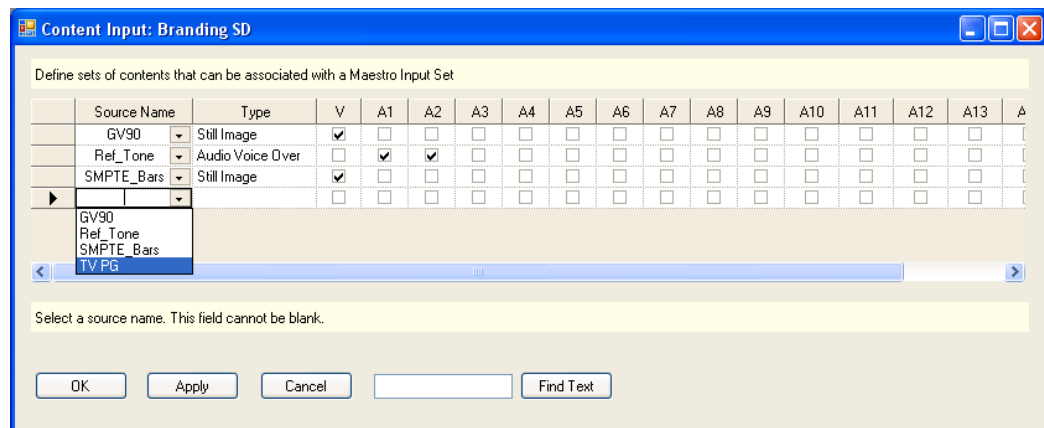 Content Input: Branding SD
Define sets of contents that can be associated with a Maestro Input Set
Source Name Type V A1 A2 A3 A4 A5 A6 A7 A8 A9 A10 A11 A12 A13 A
GV90 Still Image
Ref_Tone Audio Voice Over
SMPTE_Bars Still Image
GV90
Ref_Tone
SMPTE_Bars
TV PG
Select a source name. This field cannot be blank.
OK Apply Cancel Find Text